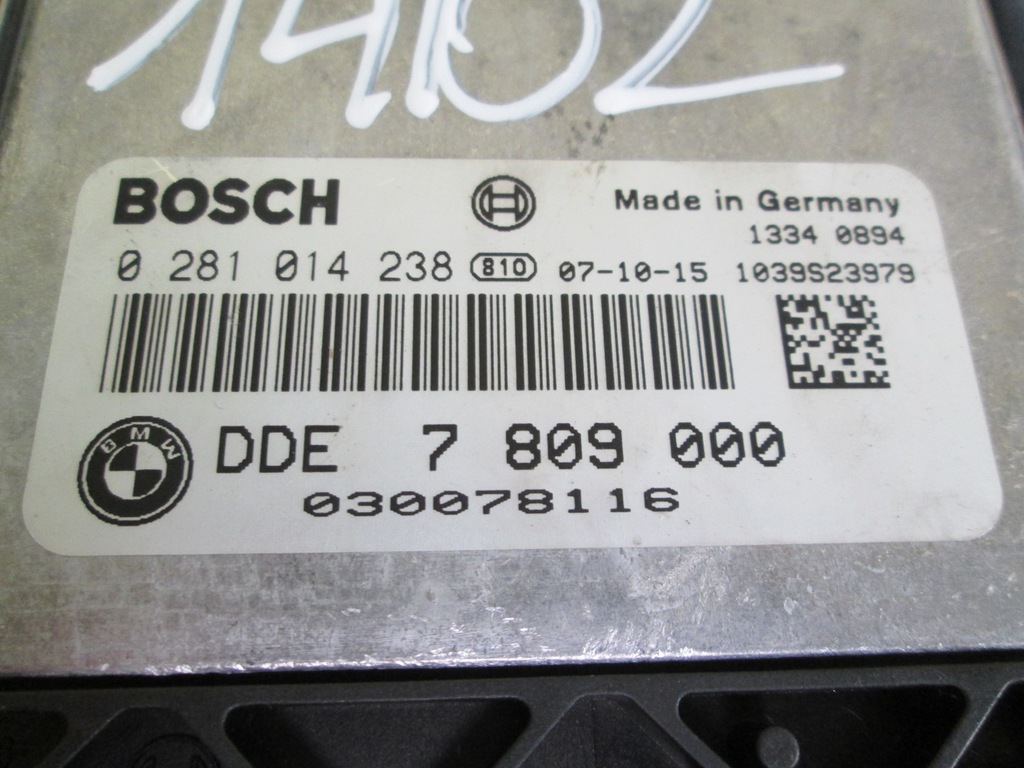 1402
BOSCH
Made in Germany
1334 0894
0 281 014 238 810 07-10-15 1039S23979
BMW
DDE 7 809 000
030078116